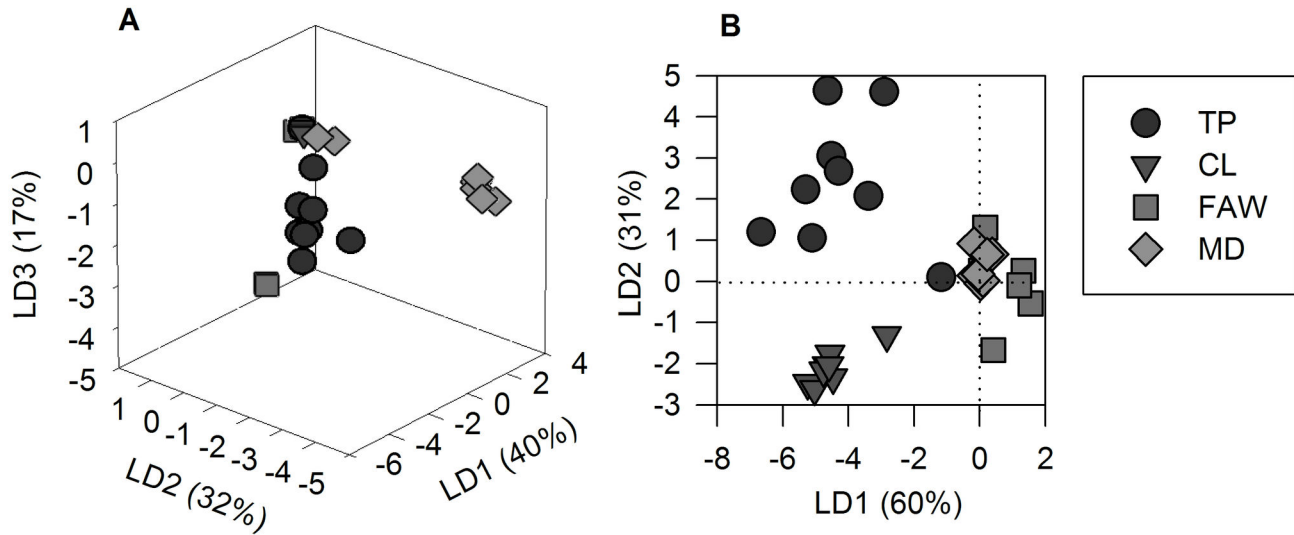 A
LD3 (17%)
1
0
-1
-2
-3
-4
-5
1 0 -1 -2 -3 -4 -5
LD2 (32%)
-6 -4 -2 0 2 4
LD1 (40%)
B
LD2 (31%)
5
4
3
2
1
0
-1
-2
-3
-8 -6 -4 -2 0 2
LD1 (60%)
TP
CL
FAW
MD